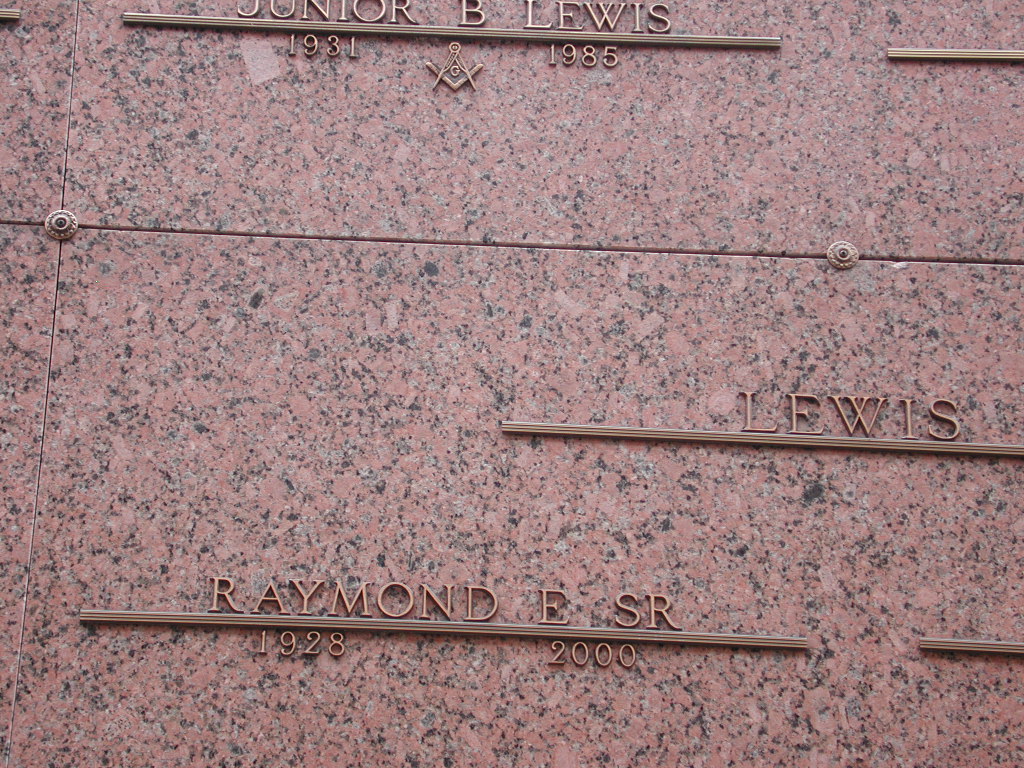 JUNIOR B LEWIS
1931 1985
G
LEWIS
RAYMOND E SR
1928 2000